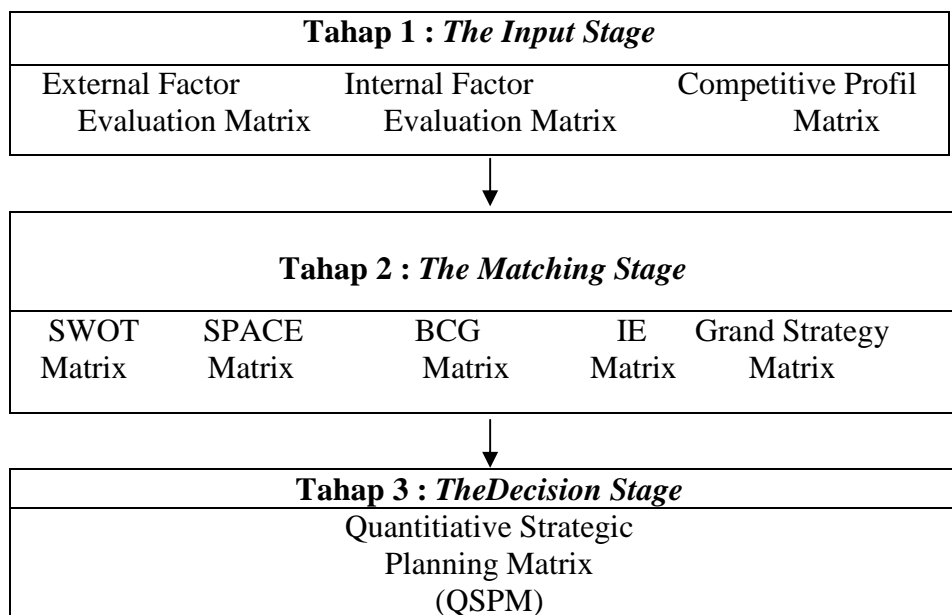 Tahap 1 : The Input Stage
External Factor Internal Factor Competitive Profil
Evaluation Matrix Evaluation Matrix Matrix
Tahap 2 : The Matching Stage
SWOT SPACE BCG IE Grand Strategy
Matrix Matrix Matrix Matrix Matrix
Tahap 3 : TheDecision Stage
Quantitiative Strategic
Planning Matrix
(QSPM)